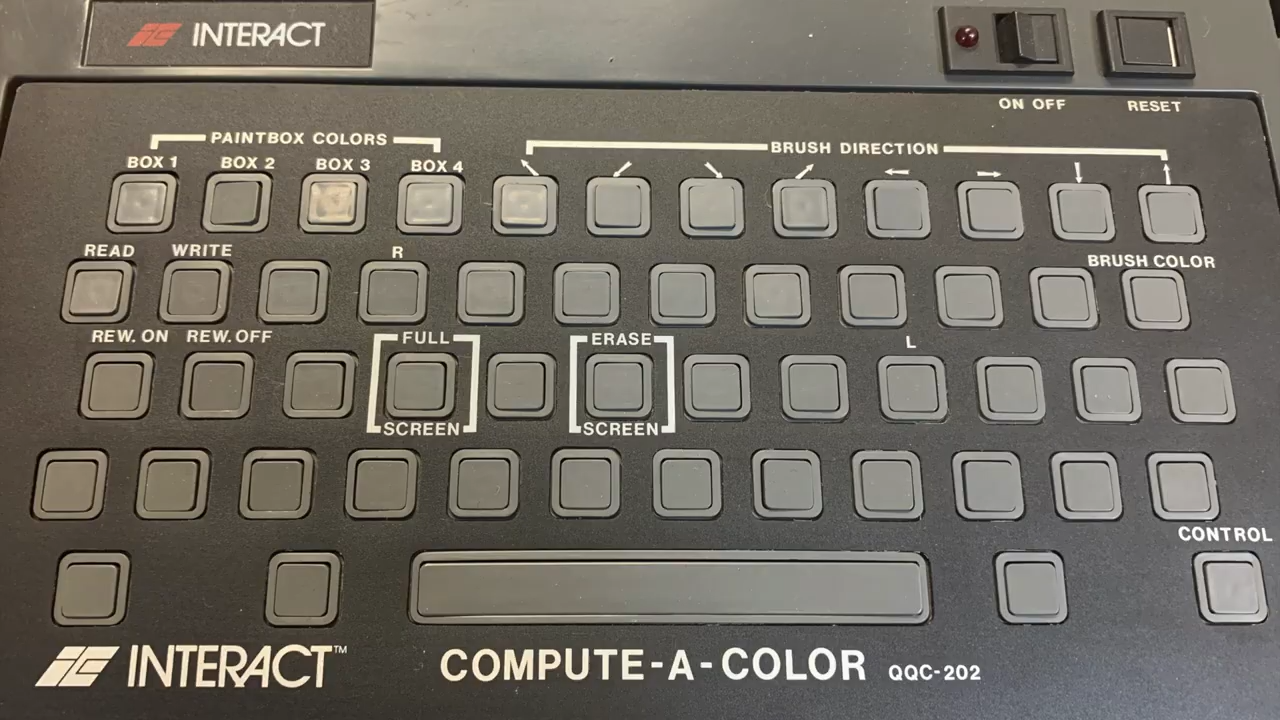 INTERACT
ON OFF RESET
PAINTBOX COLORS
BRUSH DIRECTION
BOX 1 BOX 2 BOX 3 BOX 4
READ WRITE R BRUSH COLOR
REW. ON REW. OFF FULL ERASE L
SCREEN SCREEN
CONTROL
INTERACT™
COMPUTE-A-COLOR QQC-202